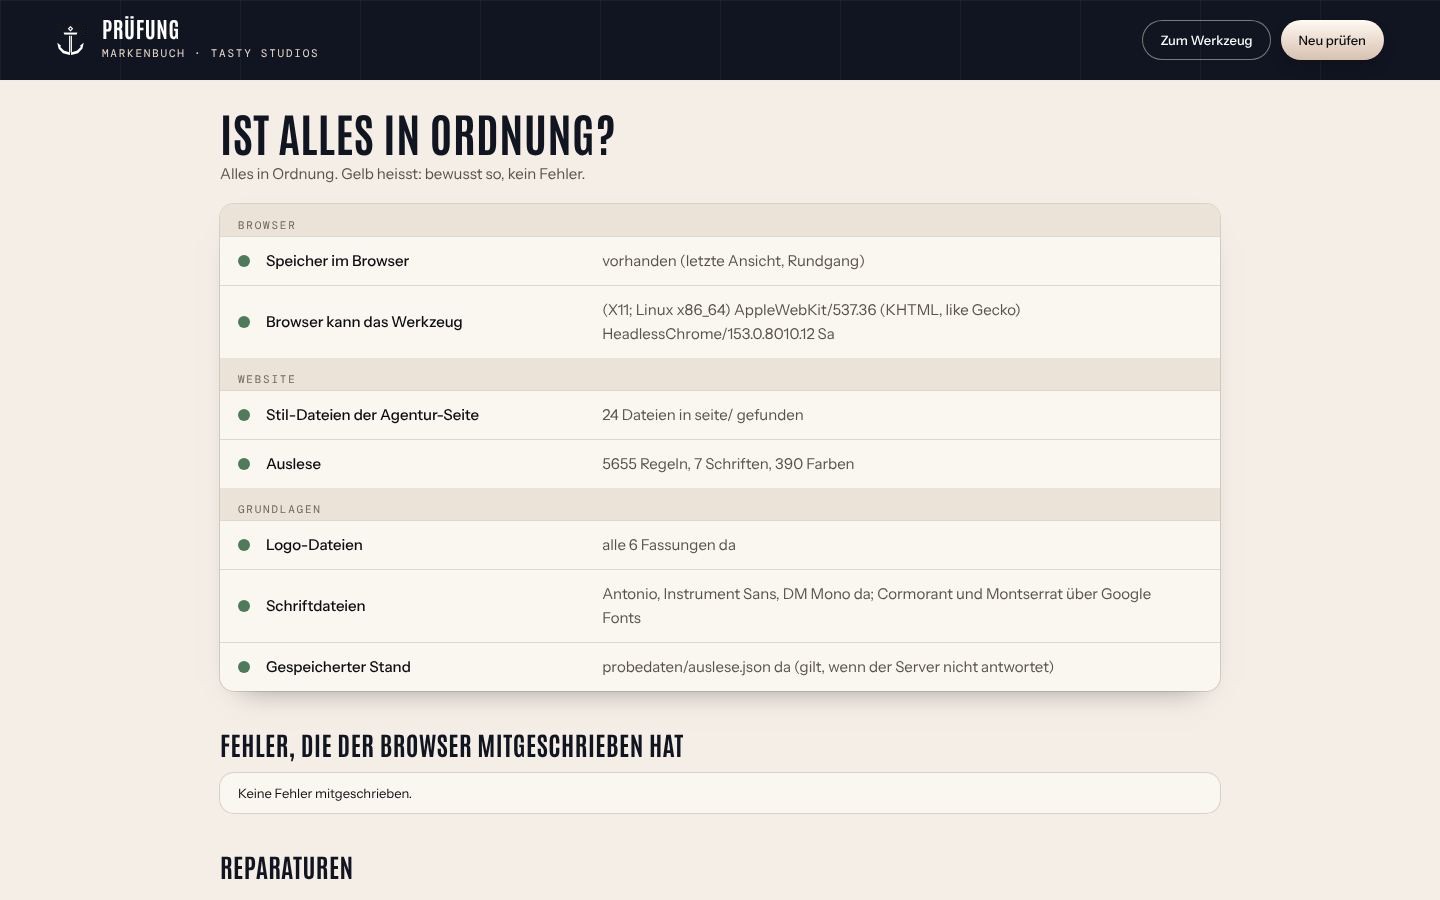 PRÜFUNG
MARKENBUCH · TASTY STUDIOS
Zum Werkzeug
Neu prüfen
IST ALLES IN ORDNUNG?
Alles in Ordnung. Gelb heisst: bewusst so, kein Fehler.
BROWSER
Speicher im Browser
vorhanden (letzte Ansicht, Rundgang)
Browser kann das Werkzeug
(X11; Linux x86_64) AppleWebKit/537.36 (KHTML, like Gecko)
HeadlessChrome/153.0.8010.12 Sa
WEBSITE
Stil-Dateien der Agentur-Seite
24 Dateien in seite/ gefunden
Auslese
5655 Regeln, 7 Schriften, 390 Farben
GRUNDLAGEN
Logo-Dateien
alle 6 Fassungen da
Schriftdateien
Antonio, Instrument Sans, DM Mono da; Cormorant und Montserrat über Google
Fonts
Gespeicherter Stand
probedaten/auslese.json da (gilt, wenn der Server nicht antwortet)
FEHLER, DIE DER BROWSER MITGESCHRIEBEN HAT
Keine Fehler mitgeschrieben.
REPARATUREN